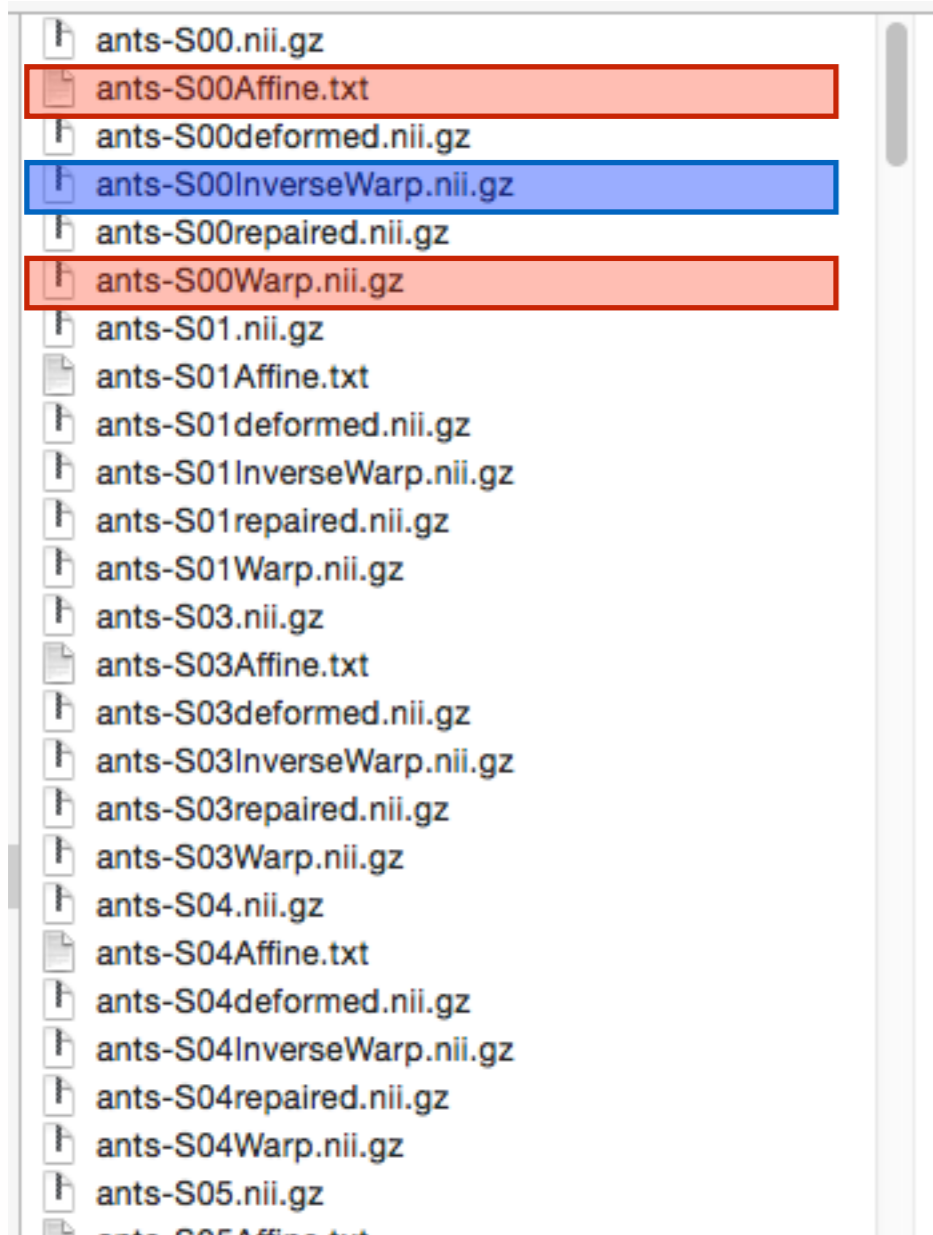 ants-S00.nii.gz
ants-S00Affine.txt
ants-S00deformed.nii.gz
ants-S00InverseWarp.nii.gz
ants-S00repaired.nii.gz
ants-S00Warp.nii.gz
ants-S01.nii.gz
ants-S01Affine.txt
ants-S01deformed.nii.gz
ants-S01InverseWarp.nii.gz
ants-S01repaired.nii.gz
ants-S01Warp.nii.gz
ants-S03.nii.gz
ants-S03Affine.txt
ants-S03deformed.nii.gz
ants-S03InverseWarp.nii.gz
ants-S03repaired.nii.gz
ants-S03Warp.nii.gz
ants-S04.nii.gz
ants-S04Affine.txt
ants-S04deformed.nii.gz
ants-S04InverseWarp.nii.gz
ants-S04repaired.nii.gz
ants-S04Warp.nii.gz
ants-S05.nii.gz
ants-S05Affine.txt